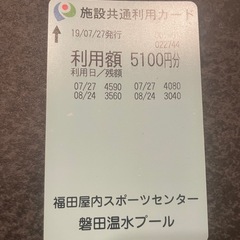 施設共通利用カード
19/07/27発行
022744
利用額 5100円分
利用日/残額
07/27 4590 07/27 4080
08/24 3560 08/24 3040
福田屋内スポーツセンター
磐田温水プール